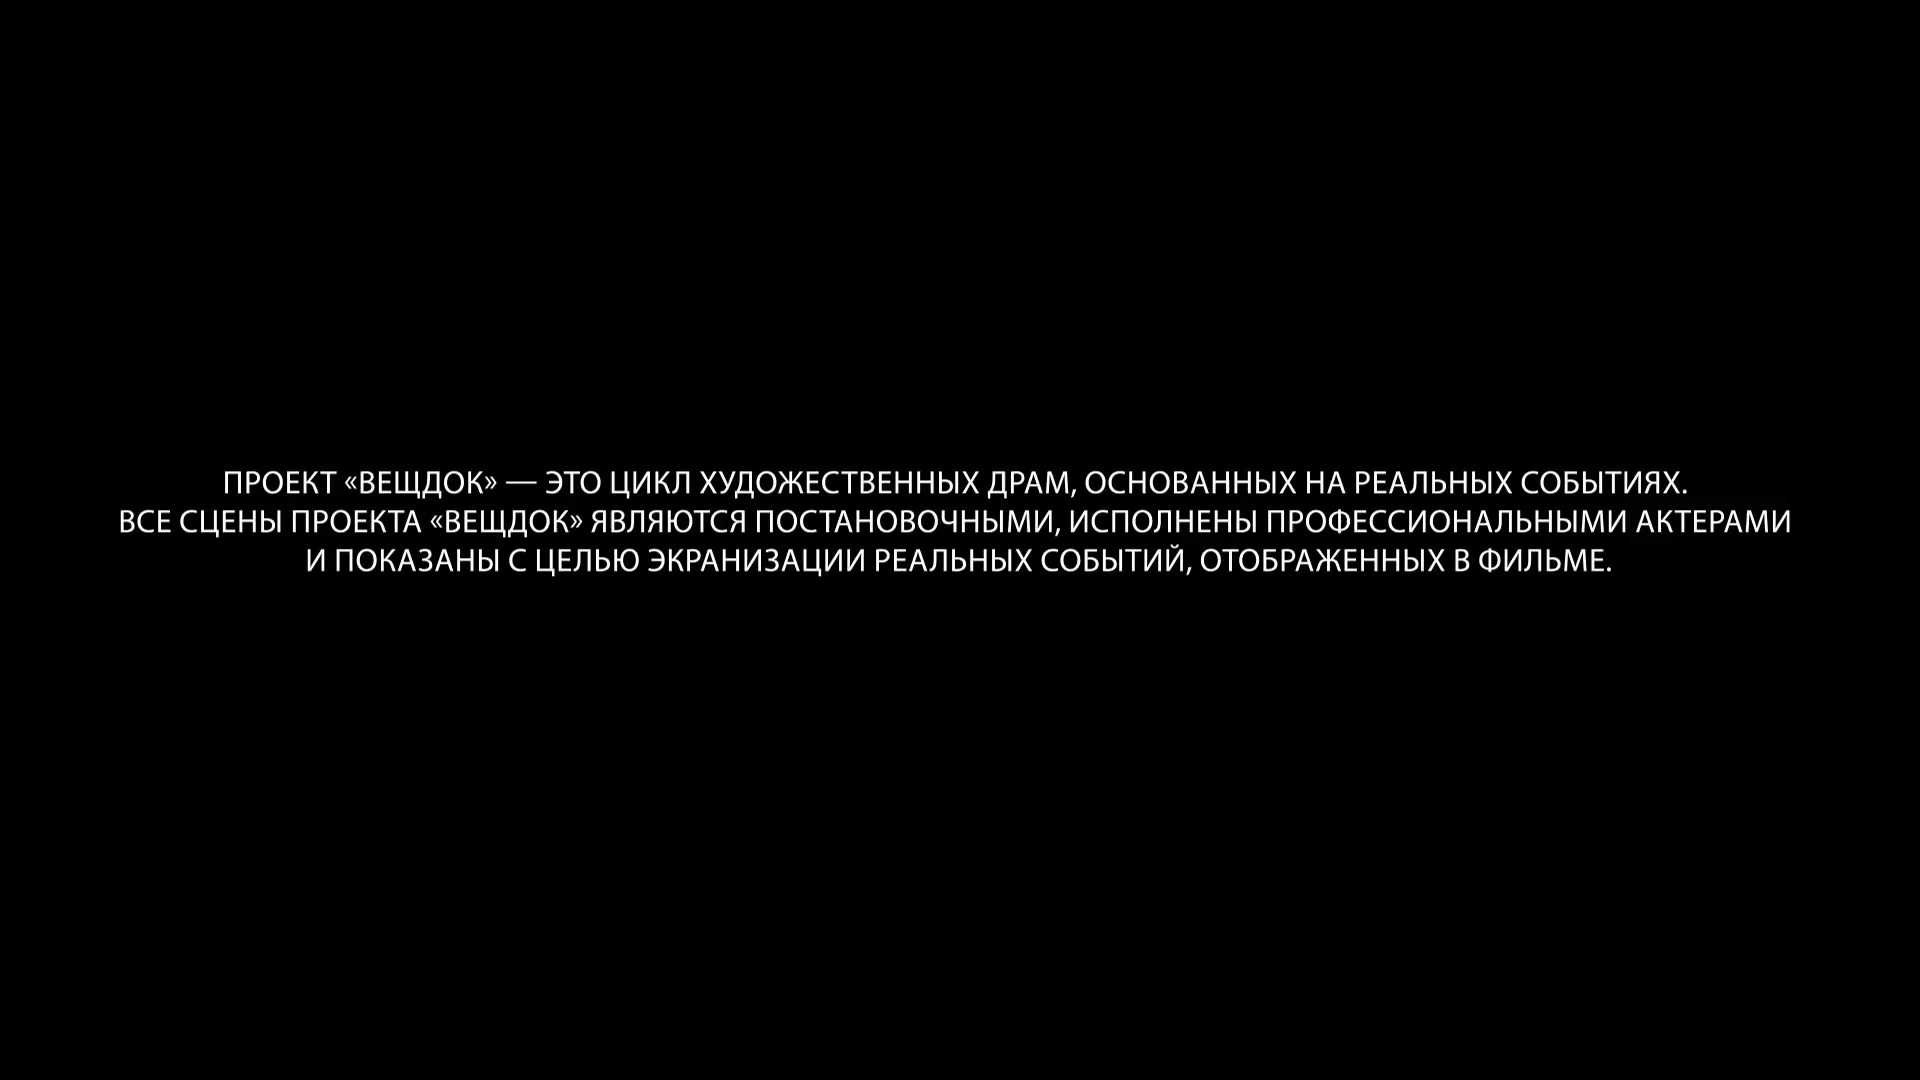 ПРОЕКТ «ВЕЩДОК» — ЭТО ЦИКЛ ХУДОЖЕСТВЕННЫХ ДРАМ, ОСНОВАННЫХ НА РЕАЛЬНЫХ СОБЫТИЯХ.
ВСЕ СЦЕНЫ ПРОЕКТА «ВЕЩДОК» ЯВЛЯЮТСЯ ПОСТАНОВОЧНЫМИ, ИСПОЛНЕНЫ ПРОФЕССИОНАЛЬНЫМИ АКТЕРАМИ
И ПОКАЗАНЫ С ЦЕЛЬЮ ЭКРАНИЗАЦИИ РЕАЛЬНЫХ СОБЫТИЙ, ОТОБРАЖЕННЫХ В ФИЛЬМЕ.